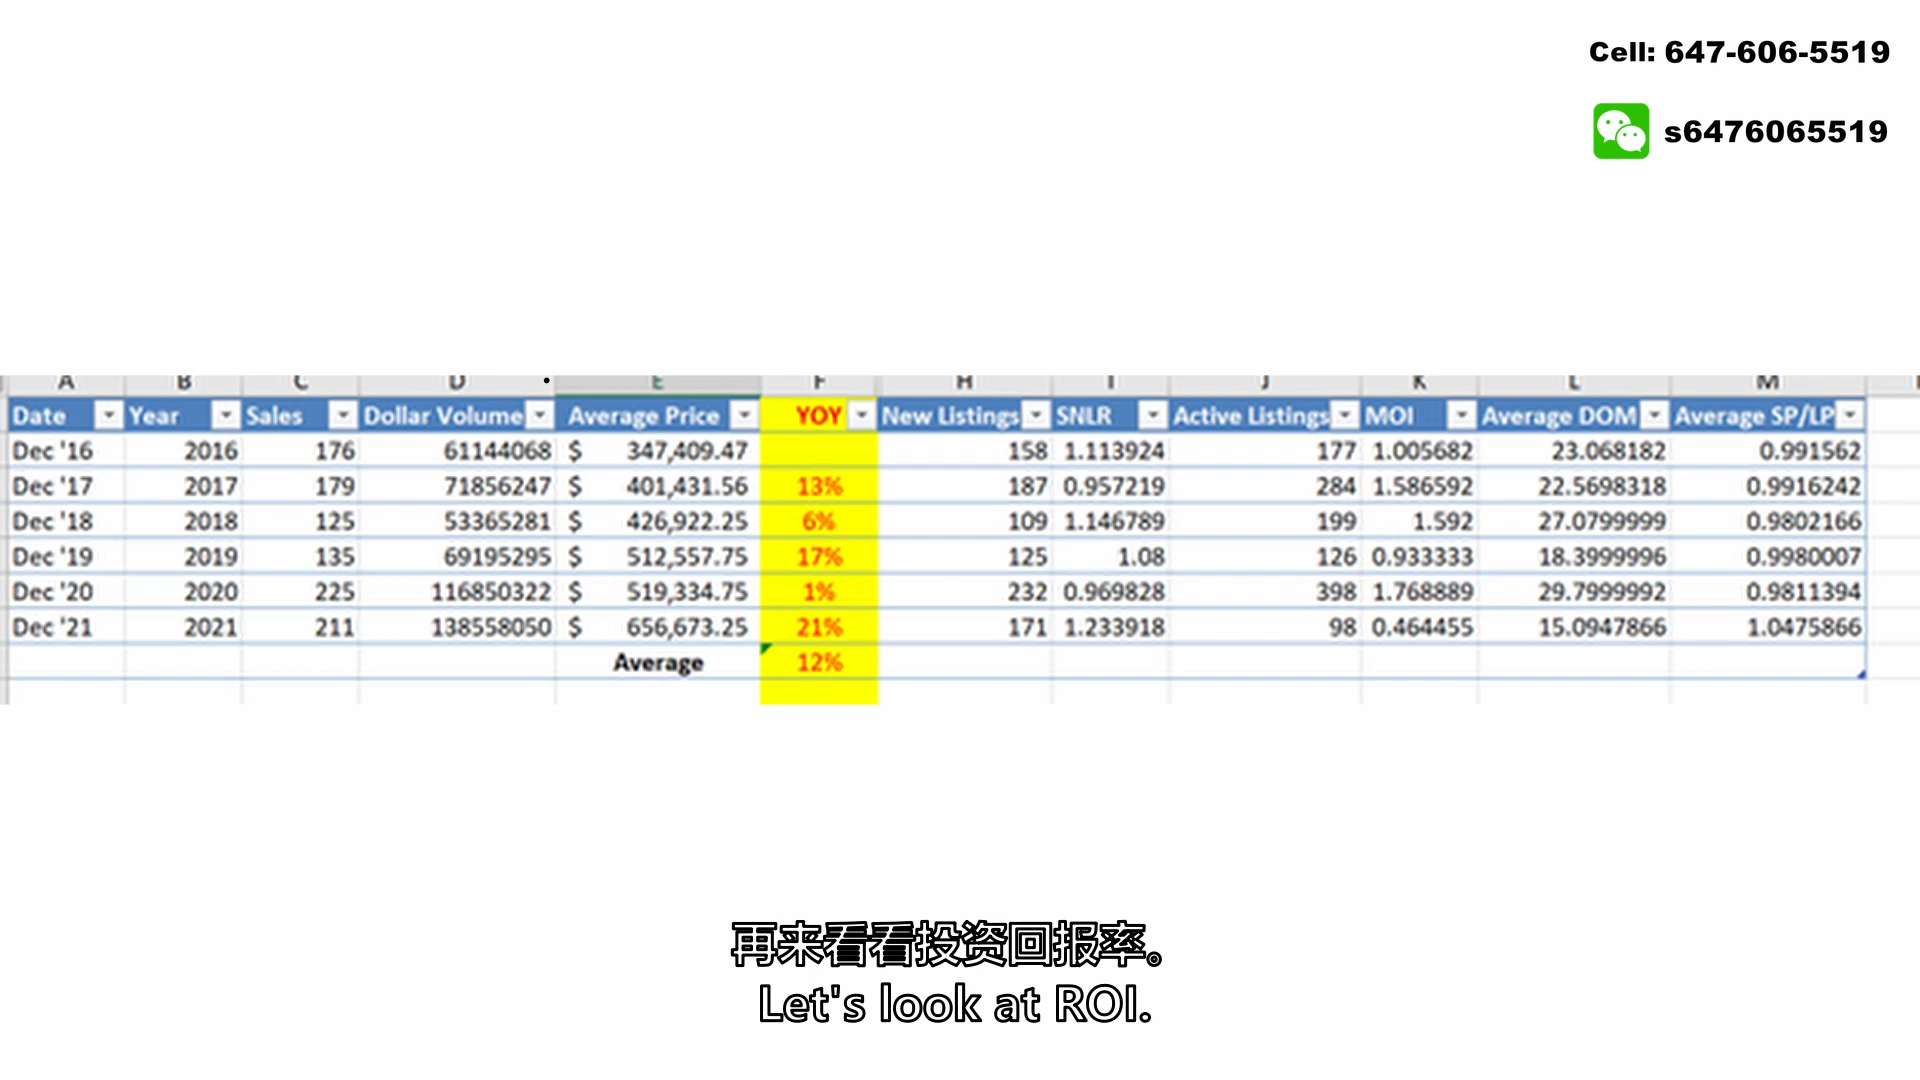 Cell: 647-606-5519
s6476065519
A B C D E F H I J K L M
Date Year Sales Dollar Volume Average Price YOY New Listings SNLR Active Listings MOI Average DOM Average SP/LP
Dec '16 2016 176 61144068 $ 347,409.47 158 1.113924 177 1.005682 23.068182 0.991562
Dec '17 2017 179 71856247 $ 401,431.56 13% 187 0.957219 284 1.586592 22.5698318 0.9916242
Dec '18 2018 125 53365281 $ 426,922.25 6% 109 1.146789 199 1.592 27.0799999 0.9802166
Dec '19 2019 135 69195295 $ 512,557.75 17% 125 1.08 126 0.933333 18.3999996 0.9980007
Dec '20 2020 225 116850322 $ 519,334.75 1% 232 0.969828 398 1.768889 29.7999992 0.9811394
Dec '21 2021 211 138558050 $ 656,673.25 21% 171 1.233918 98 0.464455 15.0947866 1.0475866
Average 12%
再来看看投资回报率。
Let's look at ROI.